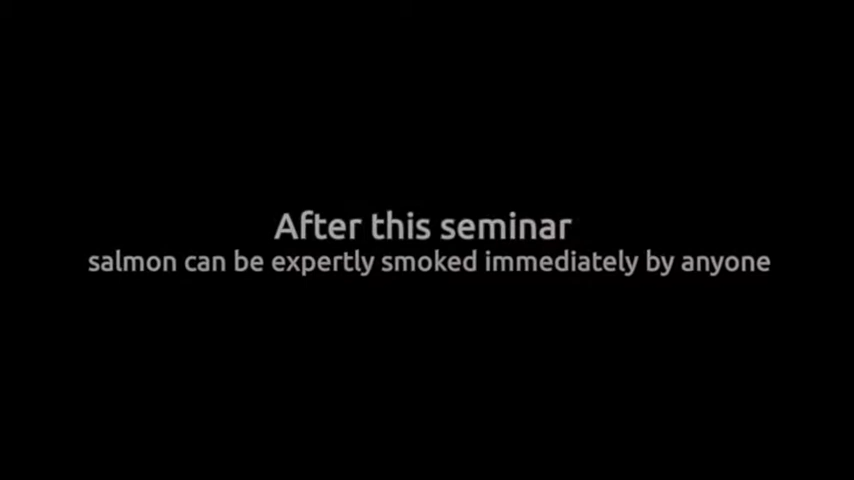 After this seminar
salmon can be expertly smoked immediately by anyone